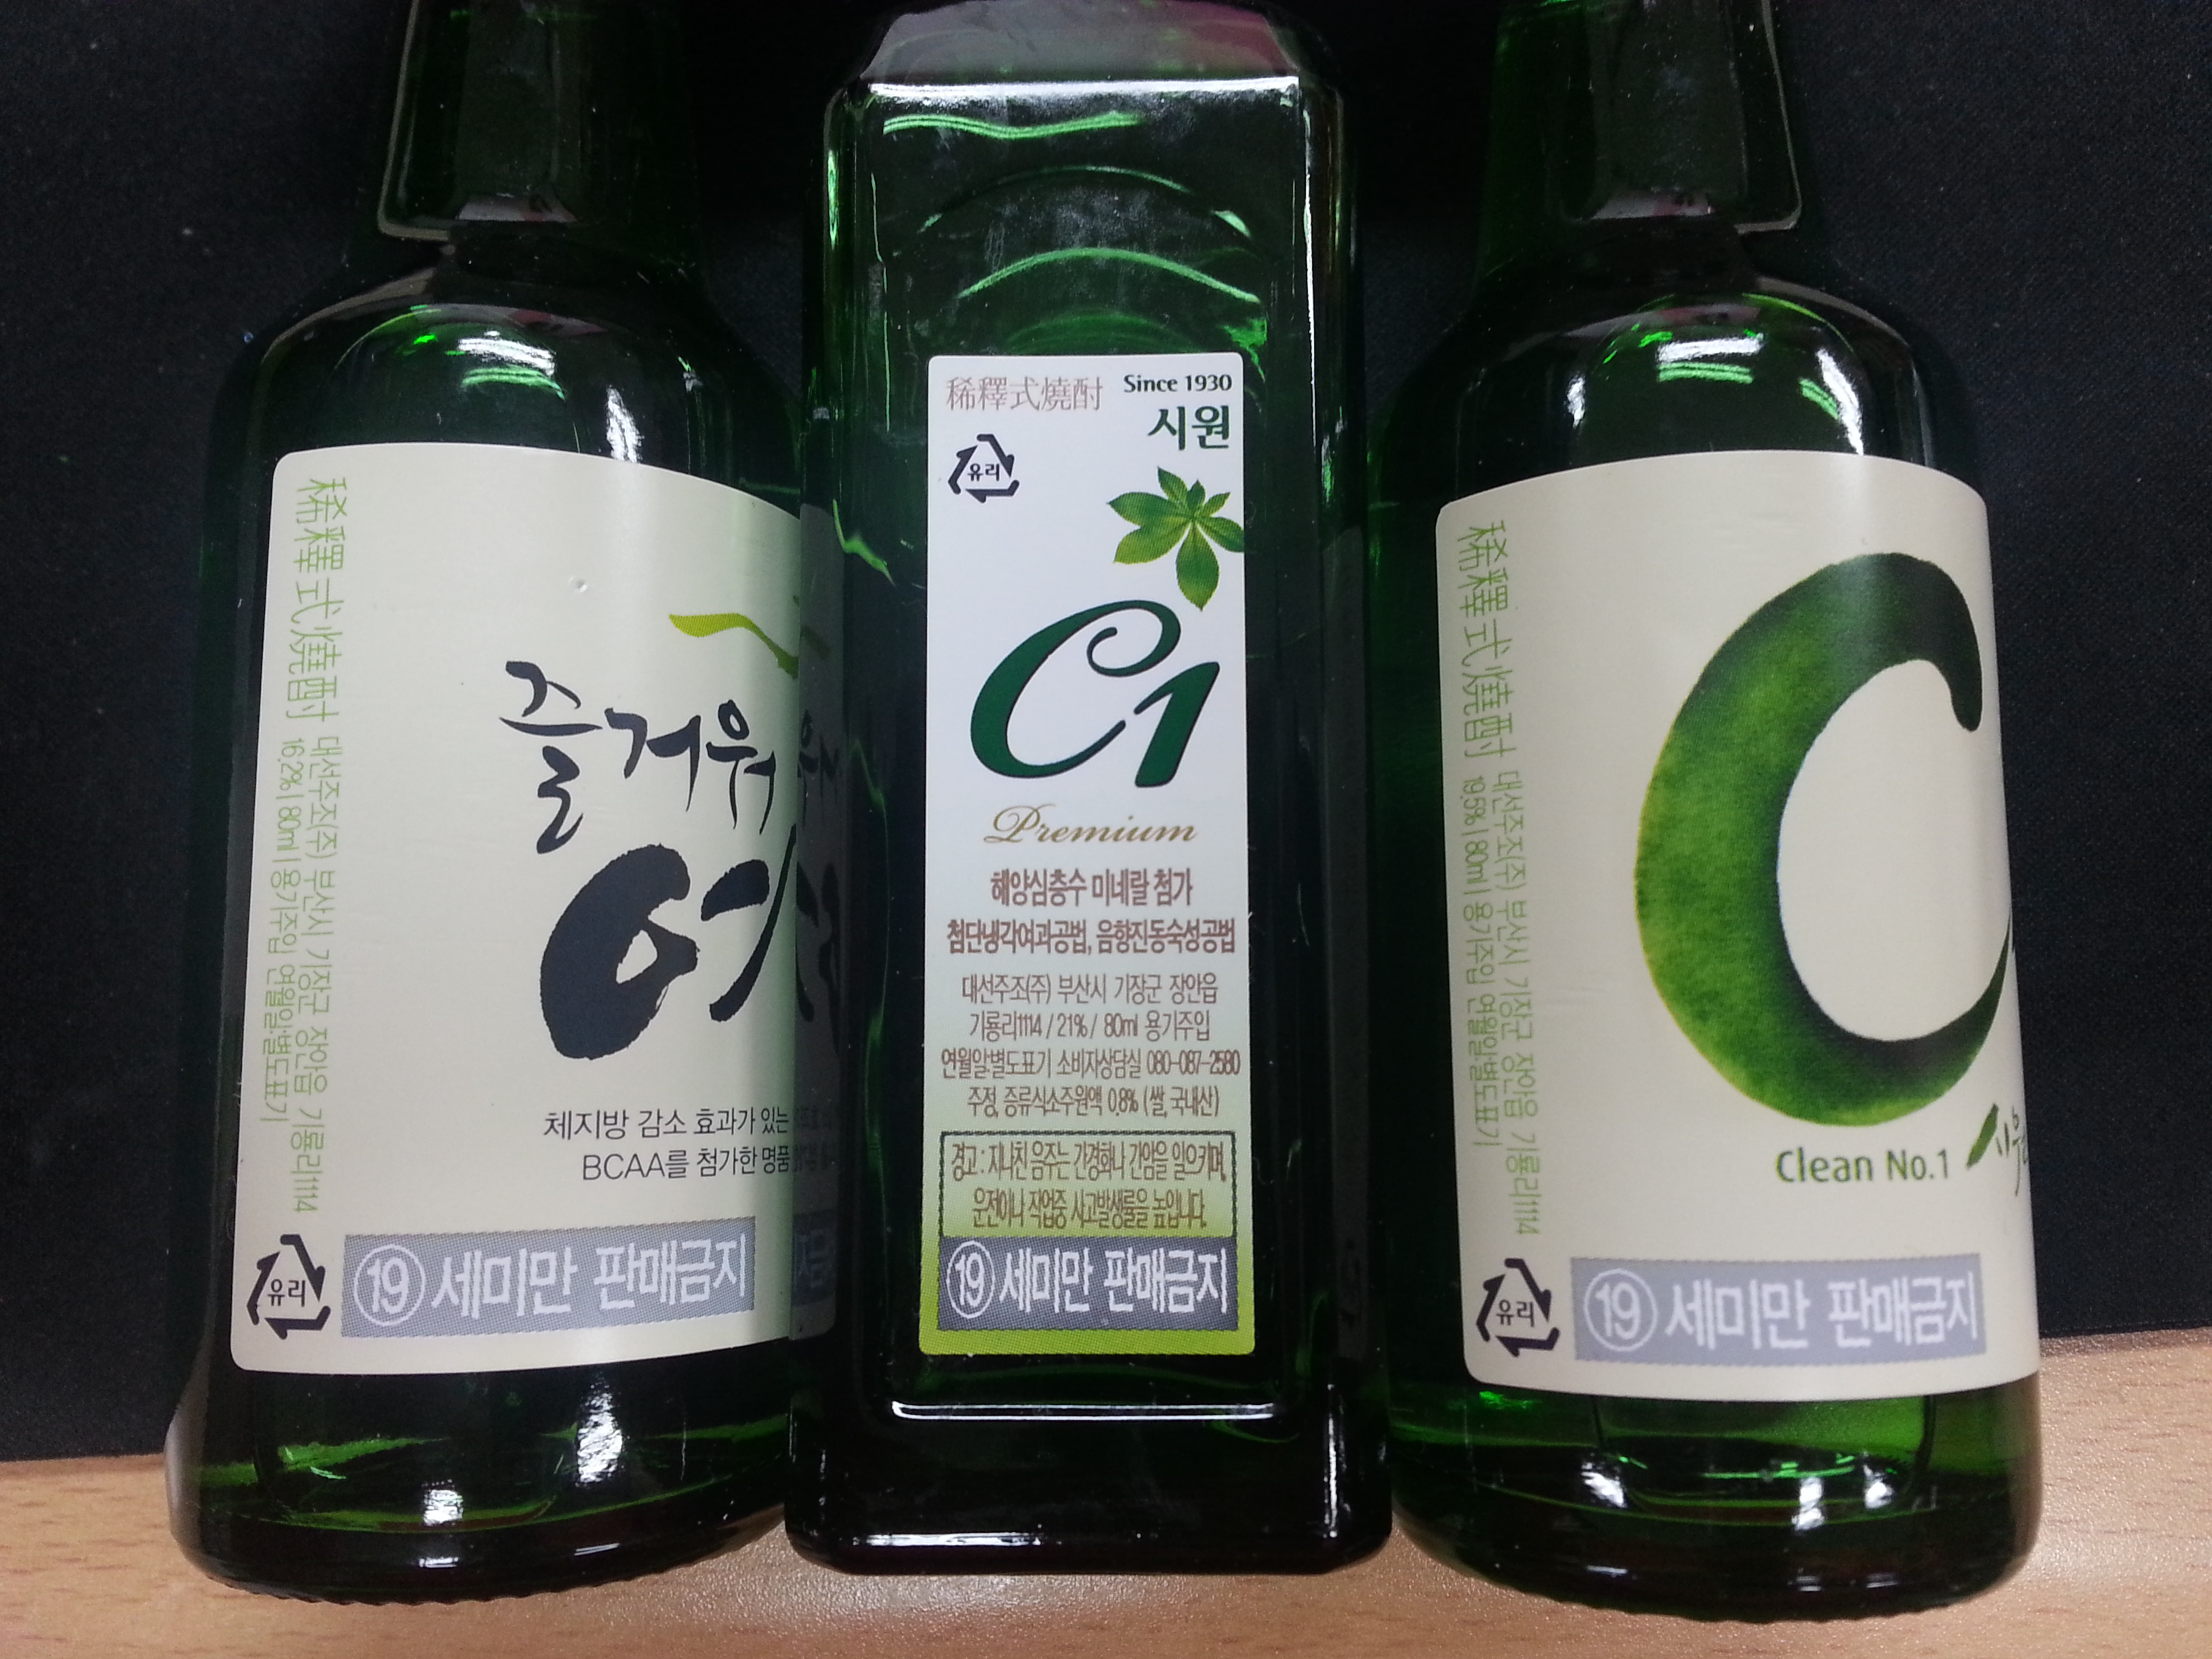 稀釋式燒酎
대선주조(주) 부산시 기장군 장안읍 기룡리1114
16.2% | 80ml | 용기주입 연월일:별도표기
즐거워
예
체지방 감소 효과가 있는
BCAA를 첨가한 명품
유리
19 세미만 판매금지
稀釋式燒酎
Since 1930
시원
유리
C1
Premium
해양심층수 미네랄 첨가
첨단냉각여과공법, 음향진동숙성공법
대선주조(주) 부산시 기장군 장안읍
기룡리1114 / 21% / 80ml 용기주입
연월일:별도표기 소비자상담실 080-087-2580
주정, 증류식소주원액 0.8% (쌀, 국내산)
경고 : 지나친 음주는 간경화나 간암을 일으키며,
운전이나 작업중 사고발생률을 높입니다.
19 세미만 판매금지
稀釋式燒酎
대선주조(주) 부산시 기장군 장안읍 기룡리1114
19.5% | 80ml | 용기주입 연월일:별도표기
C
Clean No.1
유리
19 세미만 판매금지